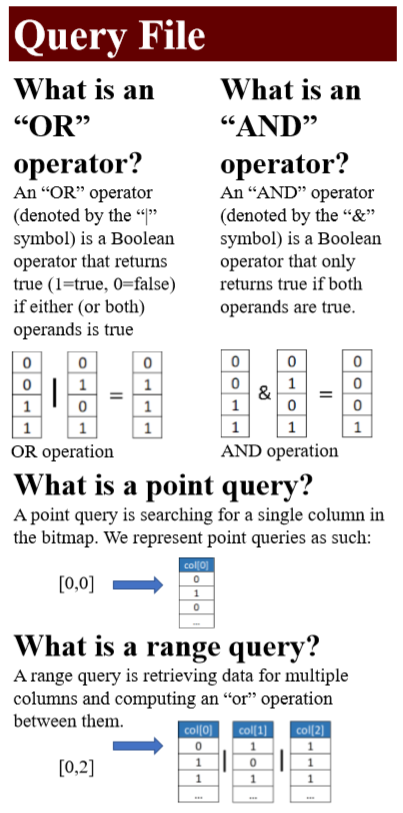 Query File
What is an
“OR”
operator?
An “OR” operator
(denoted by the “|”
symbol) is a Boolean
operator that returns
true (1=true, 0=false)
if either (or both)
operands is true
0 0 0
0 | 1 = 1
1 0 1
1 1 1
OR operation
What is an
“AND”
operator?
An “AND” operator
(denoted by the “&”
symbol) is a Boolean
operator that only
returns true if both
operands are true.
0 0 0
0 & 1 = 0
1 0 0
1 1 1
AND operation
What is a point query?
A point query is searching for a single column in
the bitmap. We represent point queries as such:
[0,0]
col[0]
0
1
0
...
What is a range query?
A range query is retrieving data for multiple
columns and computing an “or” operation
between them.
[0,2]
col[0] col[1] col[2]
0 1 1
1 | 0 | 1
1 1 1
... ... ...